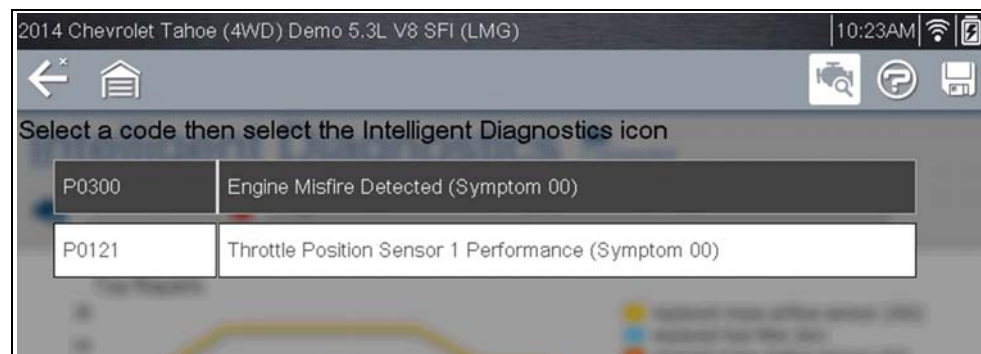 2014 Chevrolet Tahoe (4WD) Demo 5.3L V8 SFI (LMG) 10:23AM
Select a code then select the Intelligent Diagnostics icon
P0300 Engine Misfire Detected (Symptom 00)
P0121 Throttle Position Sensor 1 Performance (Symptom 00)